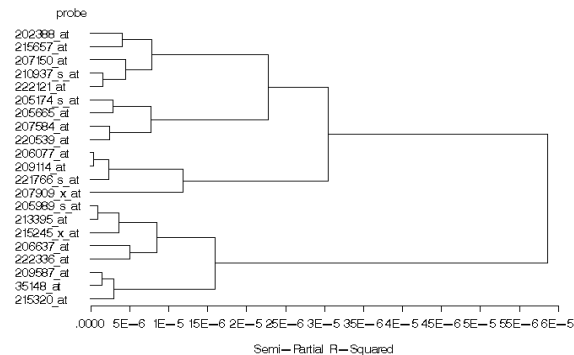 probe
202388_at
215657_at
207150_at
210937_s_at
222121_at
205174_s_at
205665_at
207584_at
220539_at
206077_at
209114_at
221766_s_at
207909_x_at
205989_s_at
213395_at
215245_x_at
206637_at
222336_at
209587_at
35148_at
215320_at
.0000 5E-6 1E-5 15E-6 2E-5 25E-6 3E-5 35E-6 4E-5 45E-6 5E-5 55E-6 6E-5 65E-5
Semi-Partial R-Squared